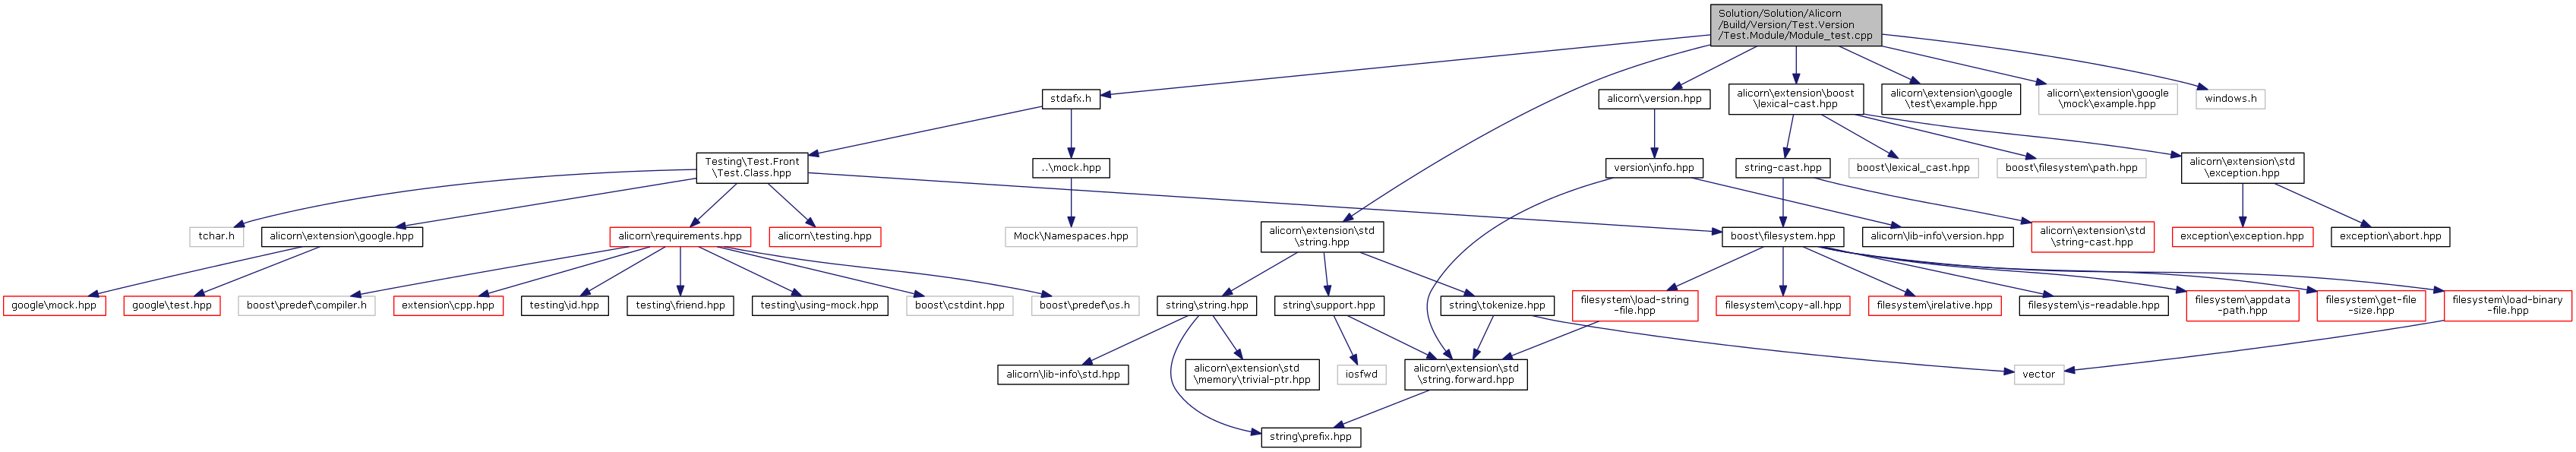 Solution/Solution/Alicorn
/Build/Version/Test.Version
/Test.Module/Module_test.cpp
stdafx.h
alicorn\version.hpp
alicorn\extension\boost
\lexical-cast.hpp
alicorn\extension\google
\test\example.hpp
alicorn\extension\google
\mock\example.hpp
windows.h
Testing\Test.Front
\Test.Class.hpp
..\mock.hpp
version\info.hpp
string-cast.hpp
boost\lexical_cast.hpp
boost\filesystem\path.hpp
alicorn\extension\std
\exception.hpp
tchar.h
alicorn\extension\google.hpp
alicorn\requirements.hpp
alicorn\testing.hpp
Mock\Namespaces.hpp
alicorn\extension\std
\string.hpp
boost\filesystem.hpp
alicorn\lib-info\version.hpp
alicorn\extension\std
\string-cast.hpp
exception\exception.hpp
exception\abort.hpp
google\mock.hpp
google\test.hpp
boost\predef\compiler.h
extension\cpp.hpp
testing\id.hpp
testing\friend.hpp
testing\using-mock.hpp
boost\cstdint.hpp
boost\predef\os.h
string\string.hpp
string\support.hpp
string\tokenize.hpp
filesystem\load-string
-file.hpp
filesystem\copy-all.hpp
filesystem\irelative.hpp
filesystem\is-readable.hpp
filesystem\appdata
-path.hpp
filesystem\get-file
-size.hpp
filesystem\load-binary
-file.hpp
alicorn\lib-info\std.hpp
alicorn\extension\std
\memory\trivial-ptr.hpp
iosfwd
alicorn\extension\std
\string.forward.hpp
vector
string\prefix.hpp